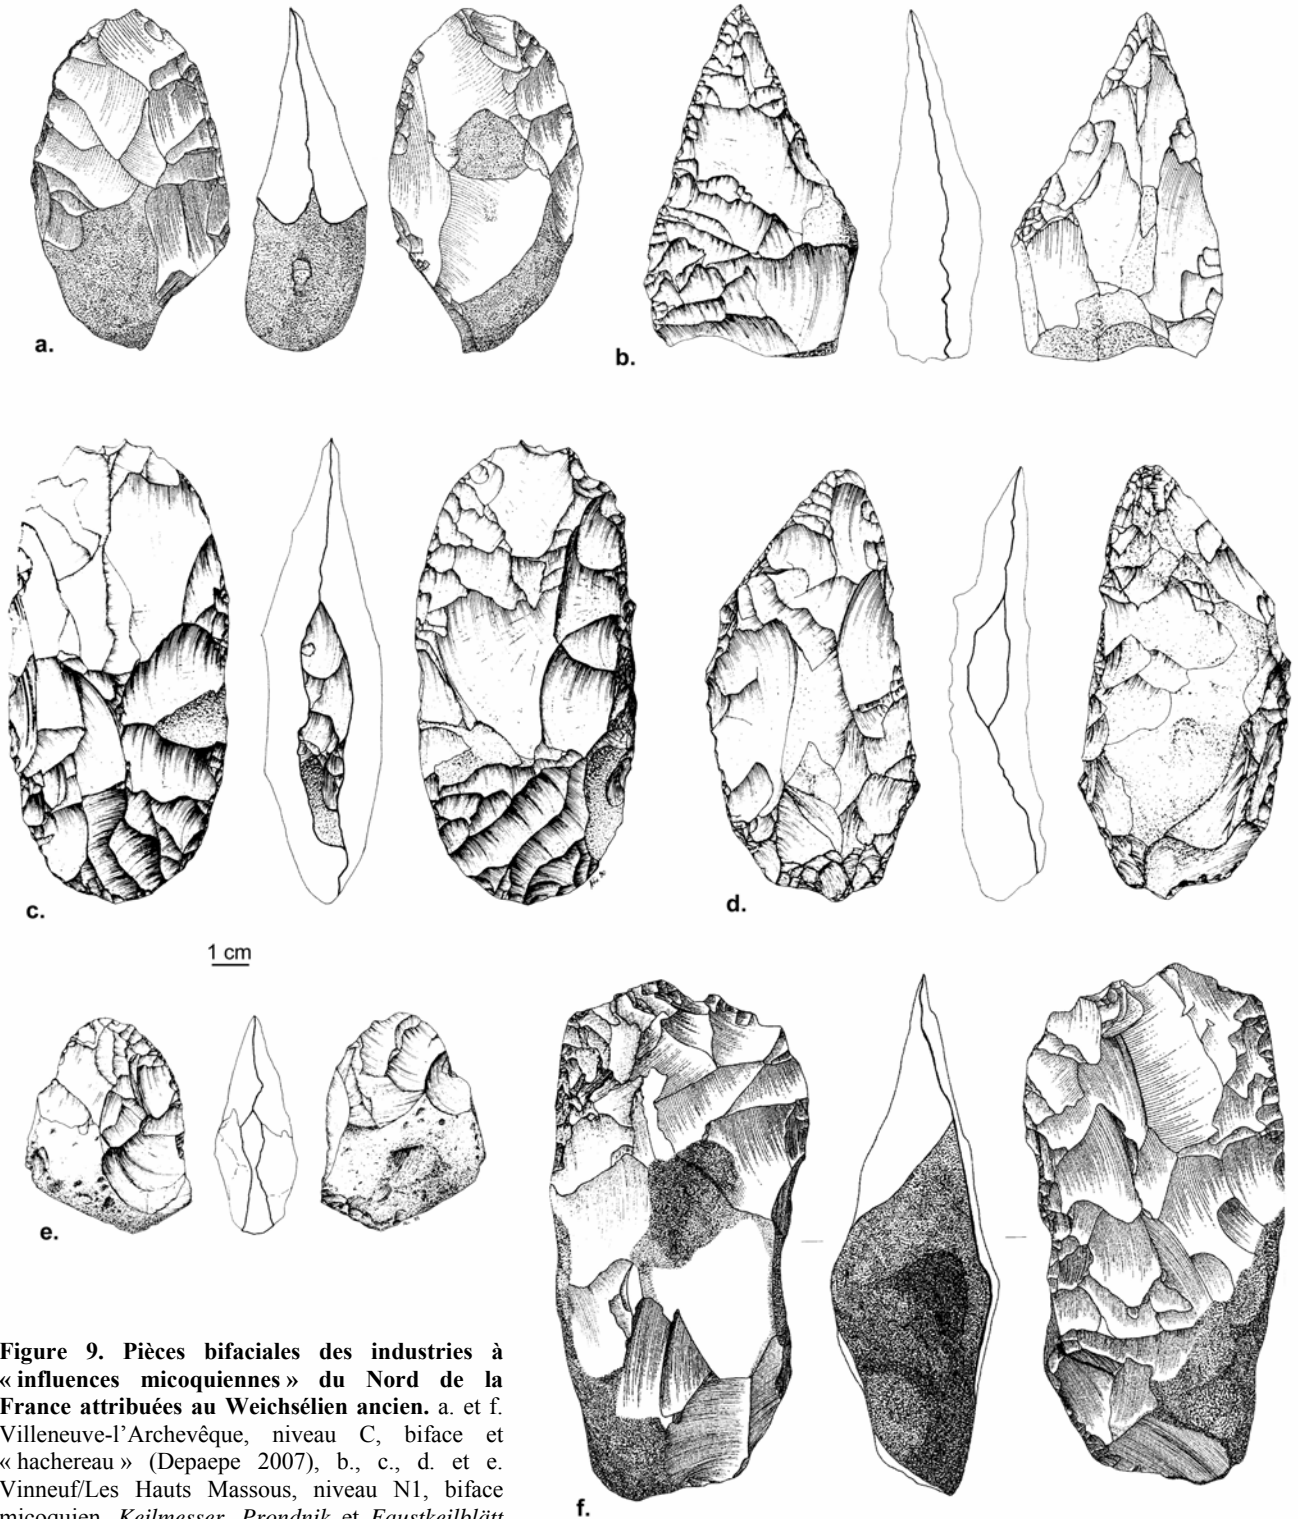 a.
b.
c.
d.
1 cm
e.
f.
Figure 9. Pièces bifaciales des industries à
« influences micoquiennes » du Nord de la
France attribuées au Weichsélien ancien. a. et f.
Villeneuve-l'Archevêque, niveau C, biface et
« hachereau » (Depaepe 2007), b., c., d. et e.
Vinneuf/Les Hauts Massous, niveau N1, biface
micoquien, Keilmesser, Prondnik et Faustkeilblätt